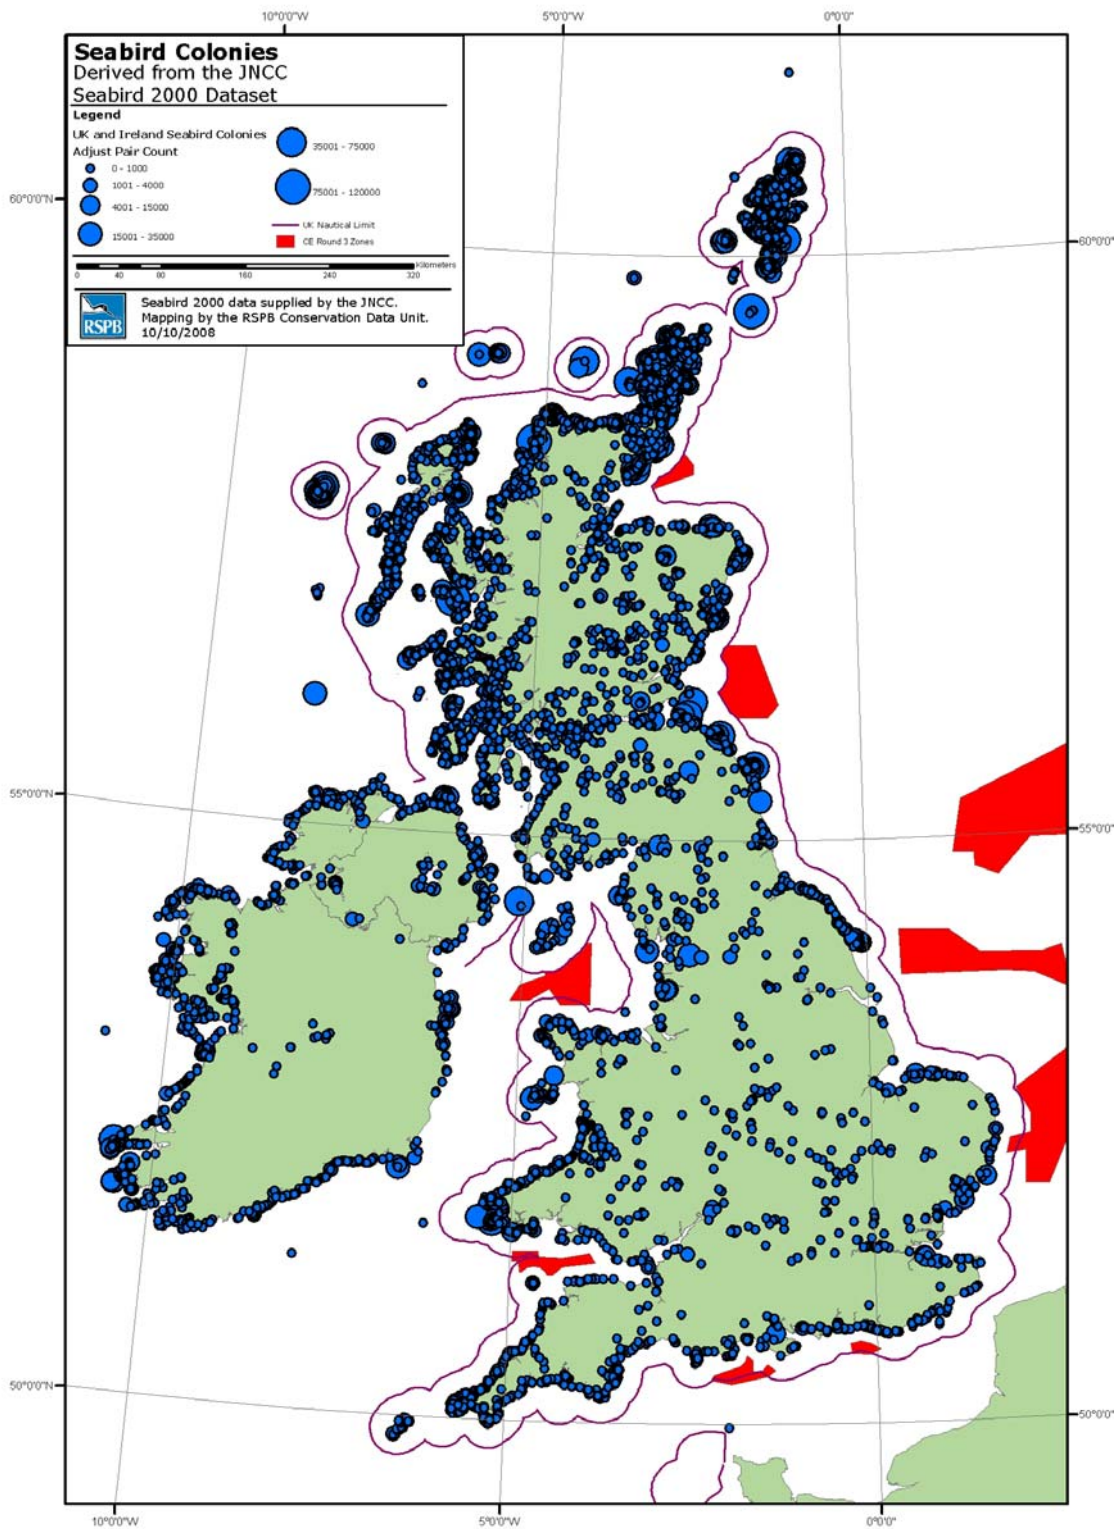 10°0'0"W 5°0'0"W 0°0'0"
Seabird Colonies
Derived from the JNCC
Seabird 2000 Dataset
Legend
UK and Ireland Seabird Colonies
Adjust Pair Count
0 - 1000
1001 - 4000
4001 - 15000
15001 - 35000
35001 - 75000
75001 - 120000
UK Nautical Limit
CE Round 3 Zones
Kilometers
0 40 80 160 240 320
RSPB
Seabird 2000 data supplied by the JNCC.
Mapping by the RSPB Conservation Data Unit.
10/10/2008
60°0'0"N 60°0'0"N
55°0'0"N 55°0'0"
50°0'0"N 50°0'0"
10°0'0"W 5°0'0"W 0°0'0"